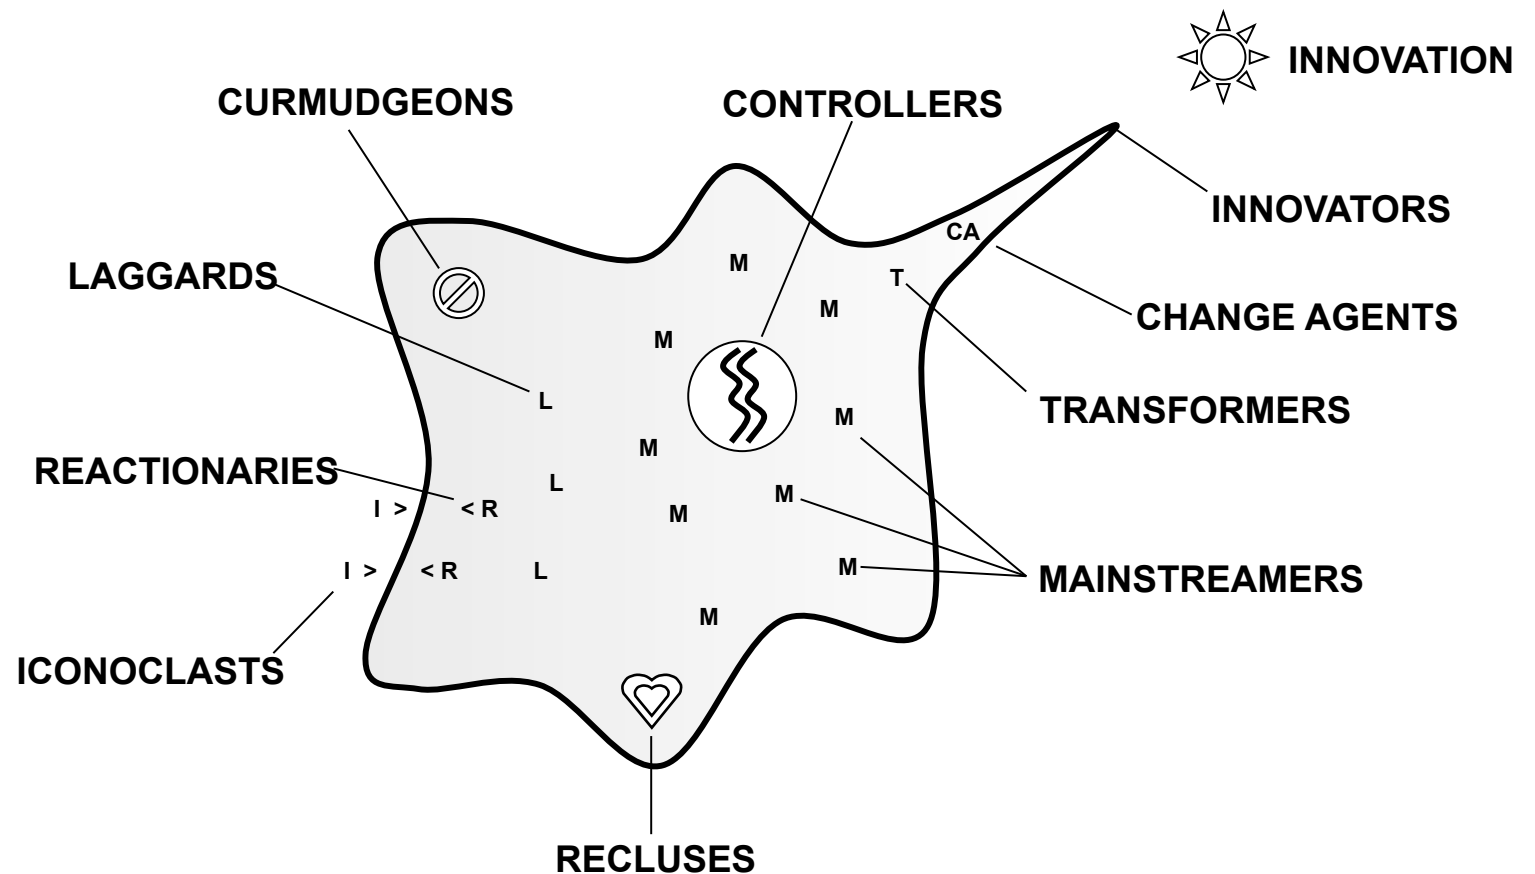 INNOVATION
CURMUDGEONS
CONTROLLERS
INNOVATORS
CA
M
LAGGARDS
T
M
CHANGE AGENTS
M
L
TRANSFORMERS
M
M
REACTIONARIES
L
M
I > < R
M
I > < R
L
M
MAINSTREAMERS
M
ICONOCLASTS
RECLUSES